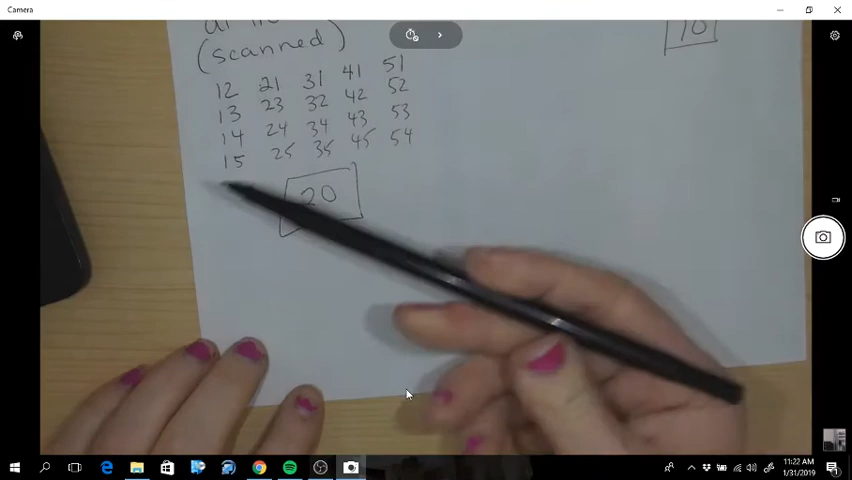 Camera
(scanned)
12 21 31 41 51
13 23 32 42 52
14 24 34 43 53
15 25 35 45 54
20
10
11:22 AM
1/31/2019